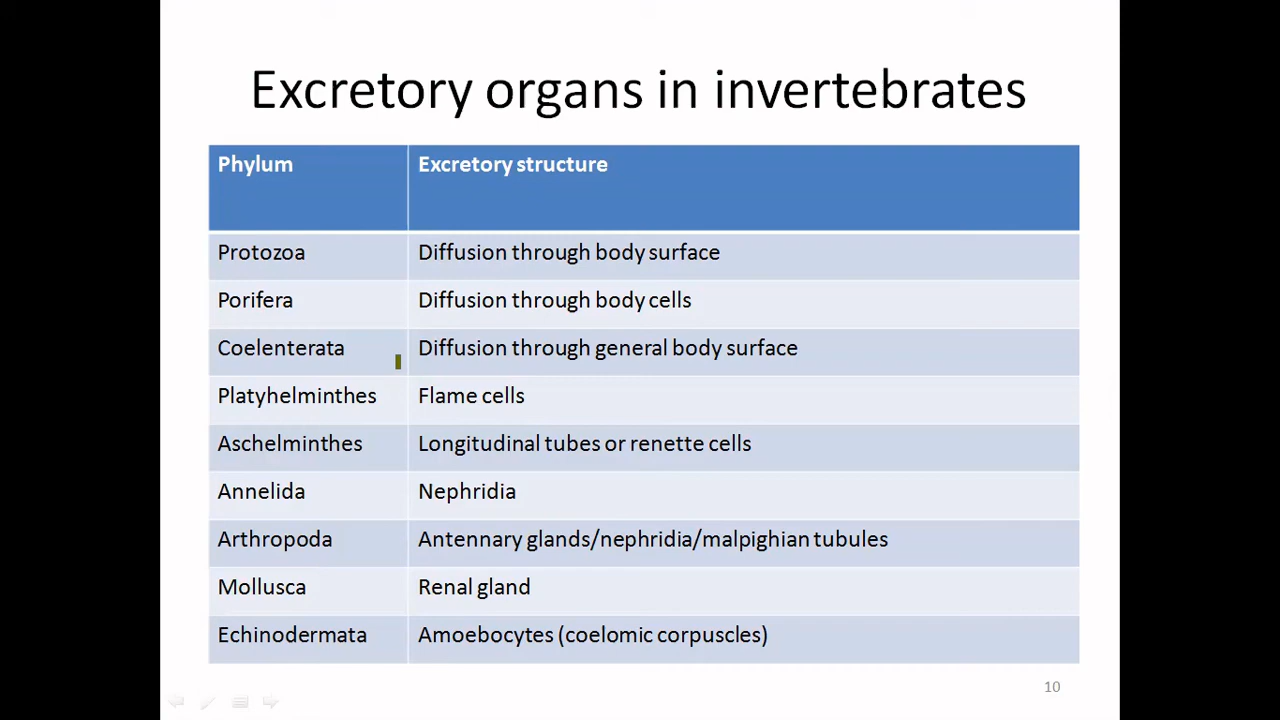 Excretory organs in invertebrates
Phylum Excretory structure
Protozoa Diffusion through body surface
Porifera Diffusion through body cells
Coelenterata Diffusion through general body surface
Platyhelminthes Flame cells
Aschelminthes Longitudinal tubes or renette cells
Annelida Nephridia
Arthropoda Antennary glands/nephridia/malpighian tubules
Mollusca Renal gland
Echinodermata Amoebocytes (coelomic corpuscles)
10